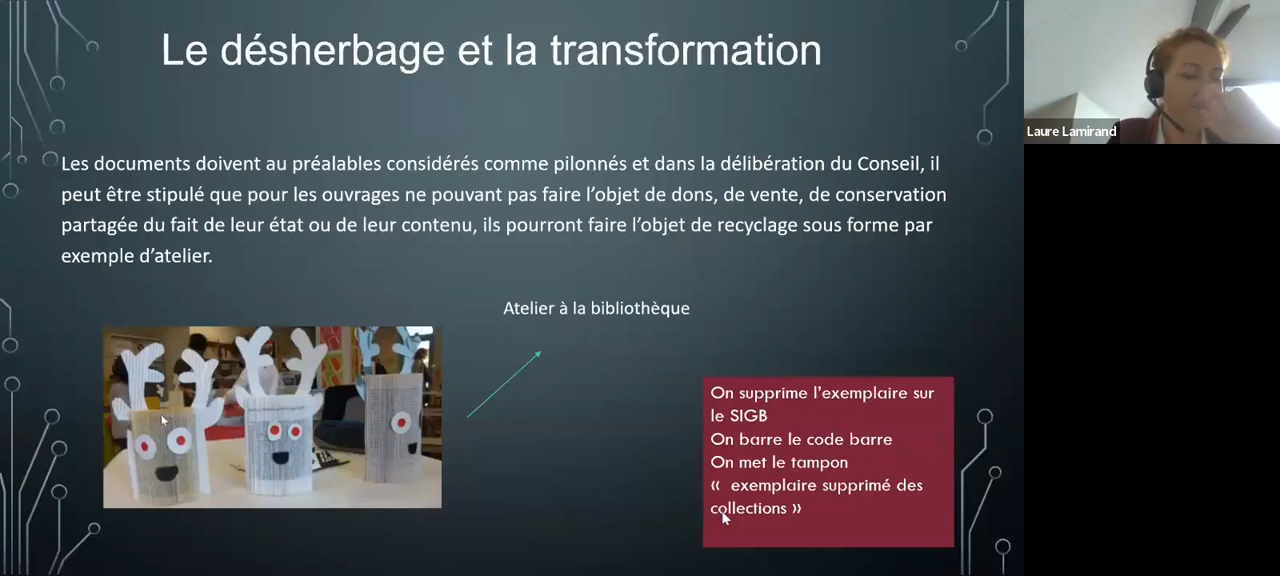 Le désherbage et la transformation
Laure Lamirand
Les documents doivent au préalables considérés comme pilonnés et dans la délibération du Conseil, il
peut être stipulé que pour les ouvrages ne pouvant pas faire l’objet de dons, de vente, de conservation
partagée du fait de leur état ou de leur contenu, ils pourront faire l’objet de recyclage sous forme par
exemple d’atelier.
Atelier à la bibliothèque
On supprime l’exemplaire sur
le SIGB
On barre le code barre
On met le tampon
«  exemplaire supprimé des
collections »